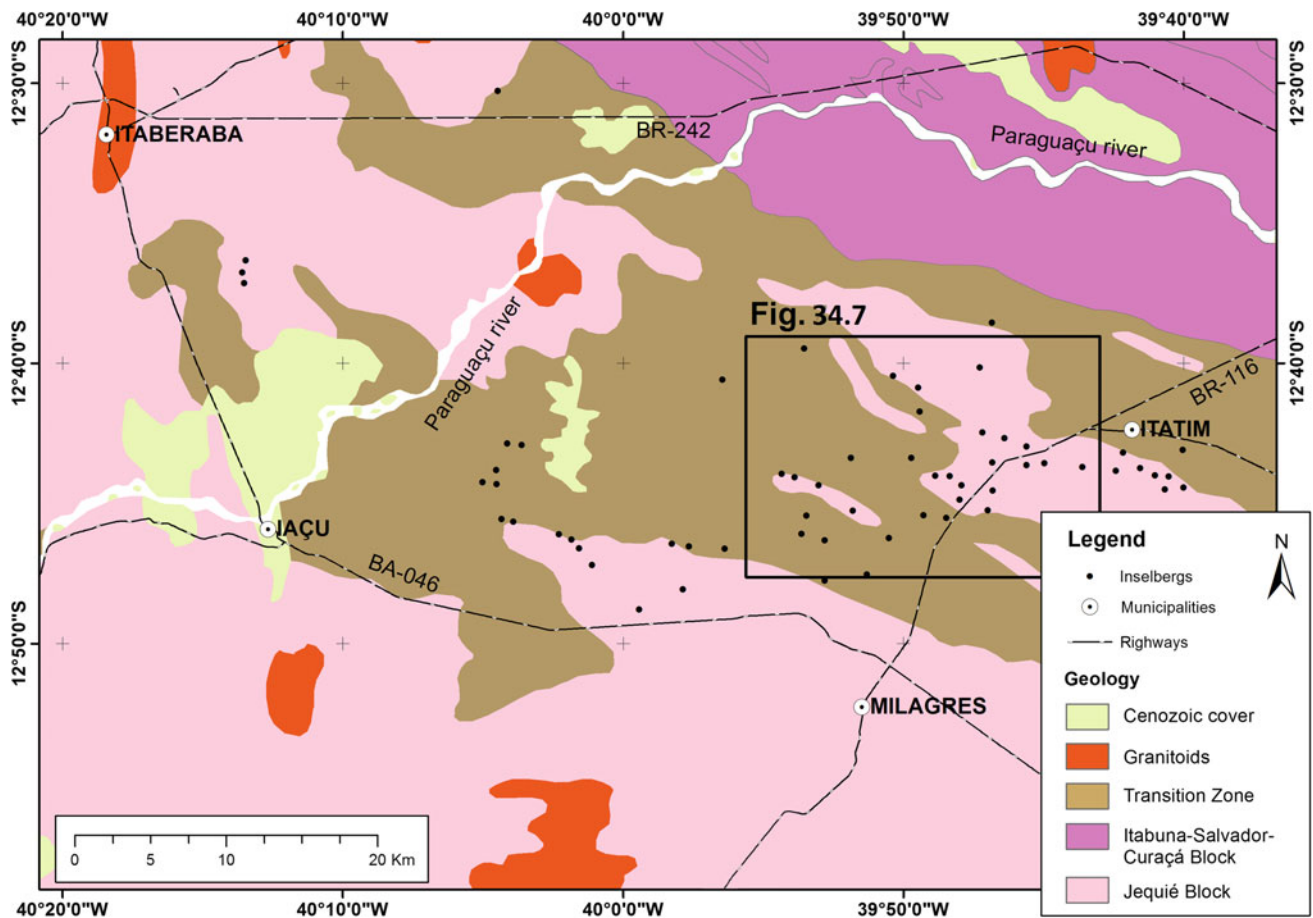 40°20'0"W 40°10'0"W 40°0'0"W 39°50'0"W 39°40'0"W
12°30'0"S 12°30'0"S
ITABERABA
BR-242
Paraguaçu river
Paraguaçu river
Fig. 34.7
12°40'0"S 12°40'0"S
BR-116
ITATIM
IAÇU
BA-046
12°50'0"S
MILAGRES
Legend
N
Inselbergs
Municipalities
Righways
Geology
Cenozoic cover
Granitoids
Transition Zone
Itabuna-Salvador-
Curaçá Block
Jequié Block
0 5 10 20 Km
40°20'0"W 40°10'0"W 40°0'0"W 39°50'0"W 39°40'0"W